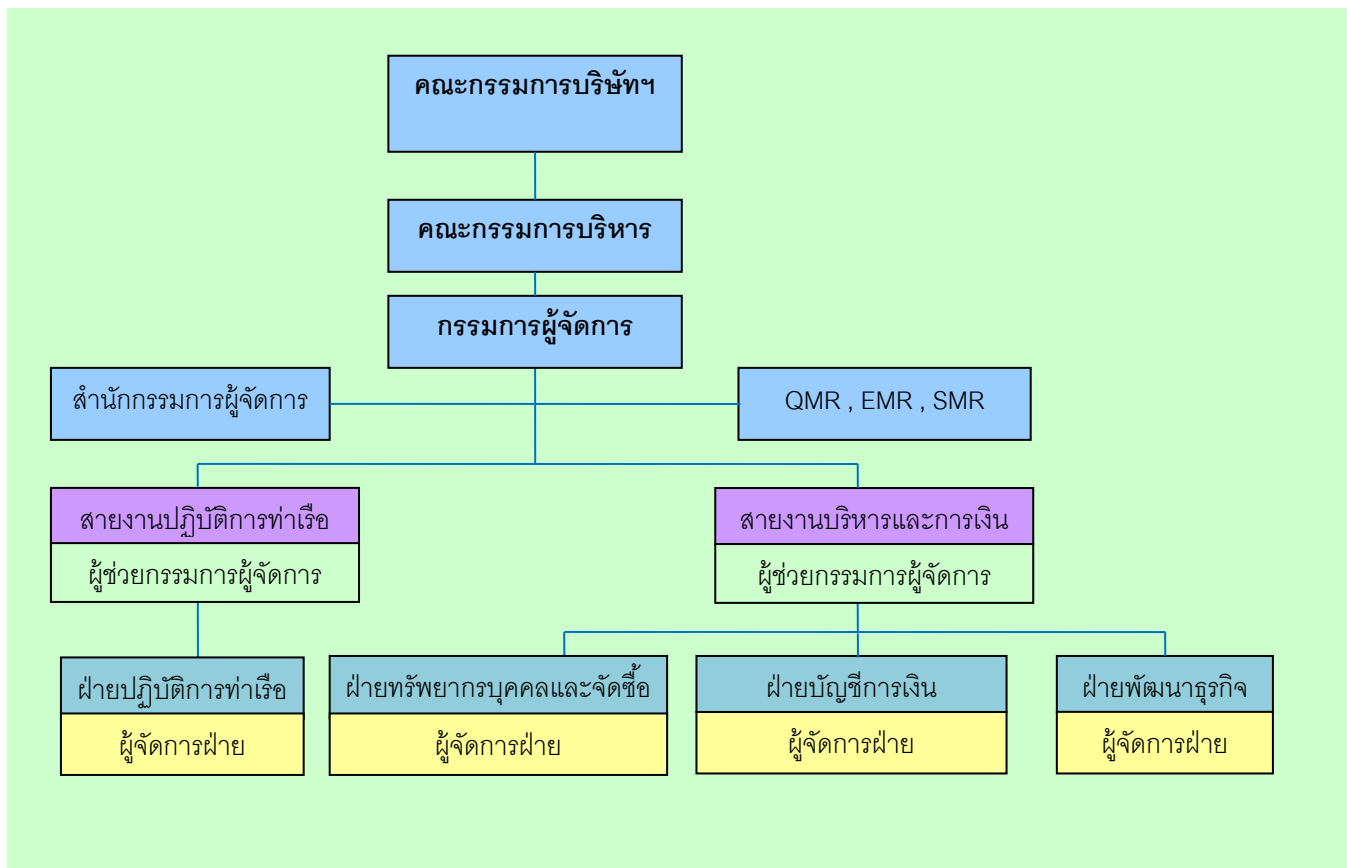 คณะกรรมการบริษัทฯ
คณะกรรมการบริหาร
กรรมการผู้จัดการ
สำนักกรรมการผู้จัดการ
QMR , EMR , SMR
สายงานปฏิบัติการท่าเรือ
ผู้ช่วยกรรมการผู้จัดการ
สายงานบริหารและการเงิน
ผู้ช่วยกรรมการผู้จัดการ
ฝ่ายปฏิบัติการท่าเรือ
ผู้จัดการฝ่าย
ฝ่ายทรัพยากรบุคคลและจัดซื้อ
ผู้จัดการฝ่าย
ฝ่ายบัญชีการเงิน
ผู้จัดการฝ่าย
ฝ่ายพัฒนาธุรกิจ
ผู้จัดการฝ่าย